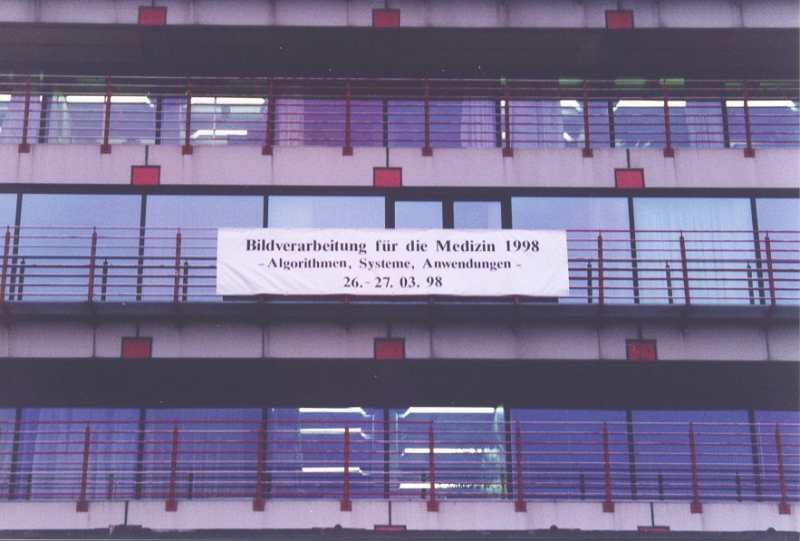 Bildverarbeitung für die Medizin 1998
- Algorithmen, Systeme, Anwendungen -
26.- 27. 03. 98